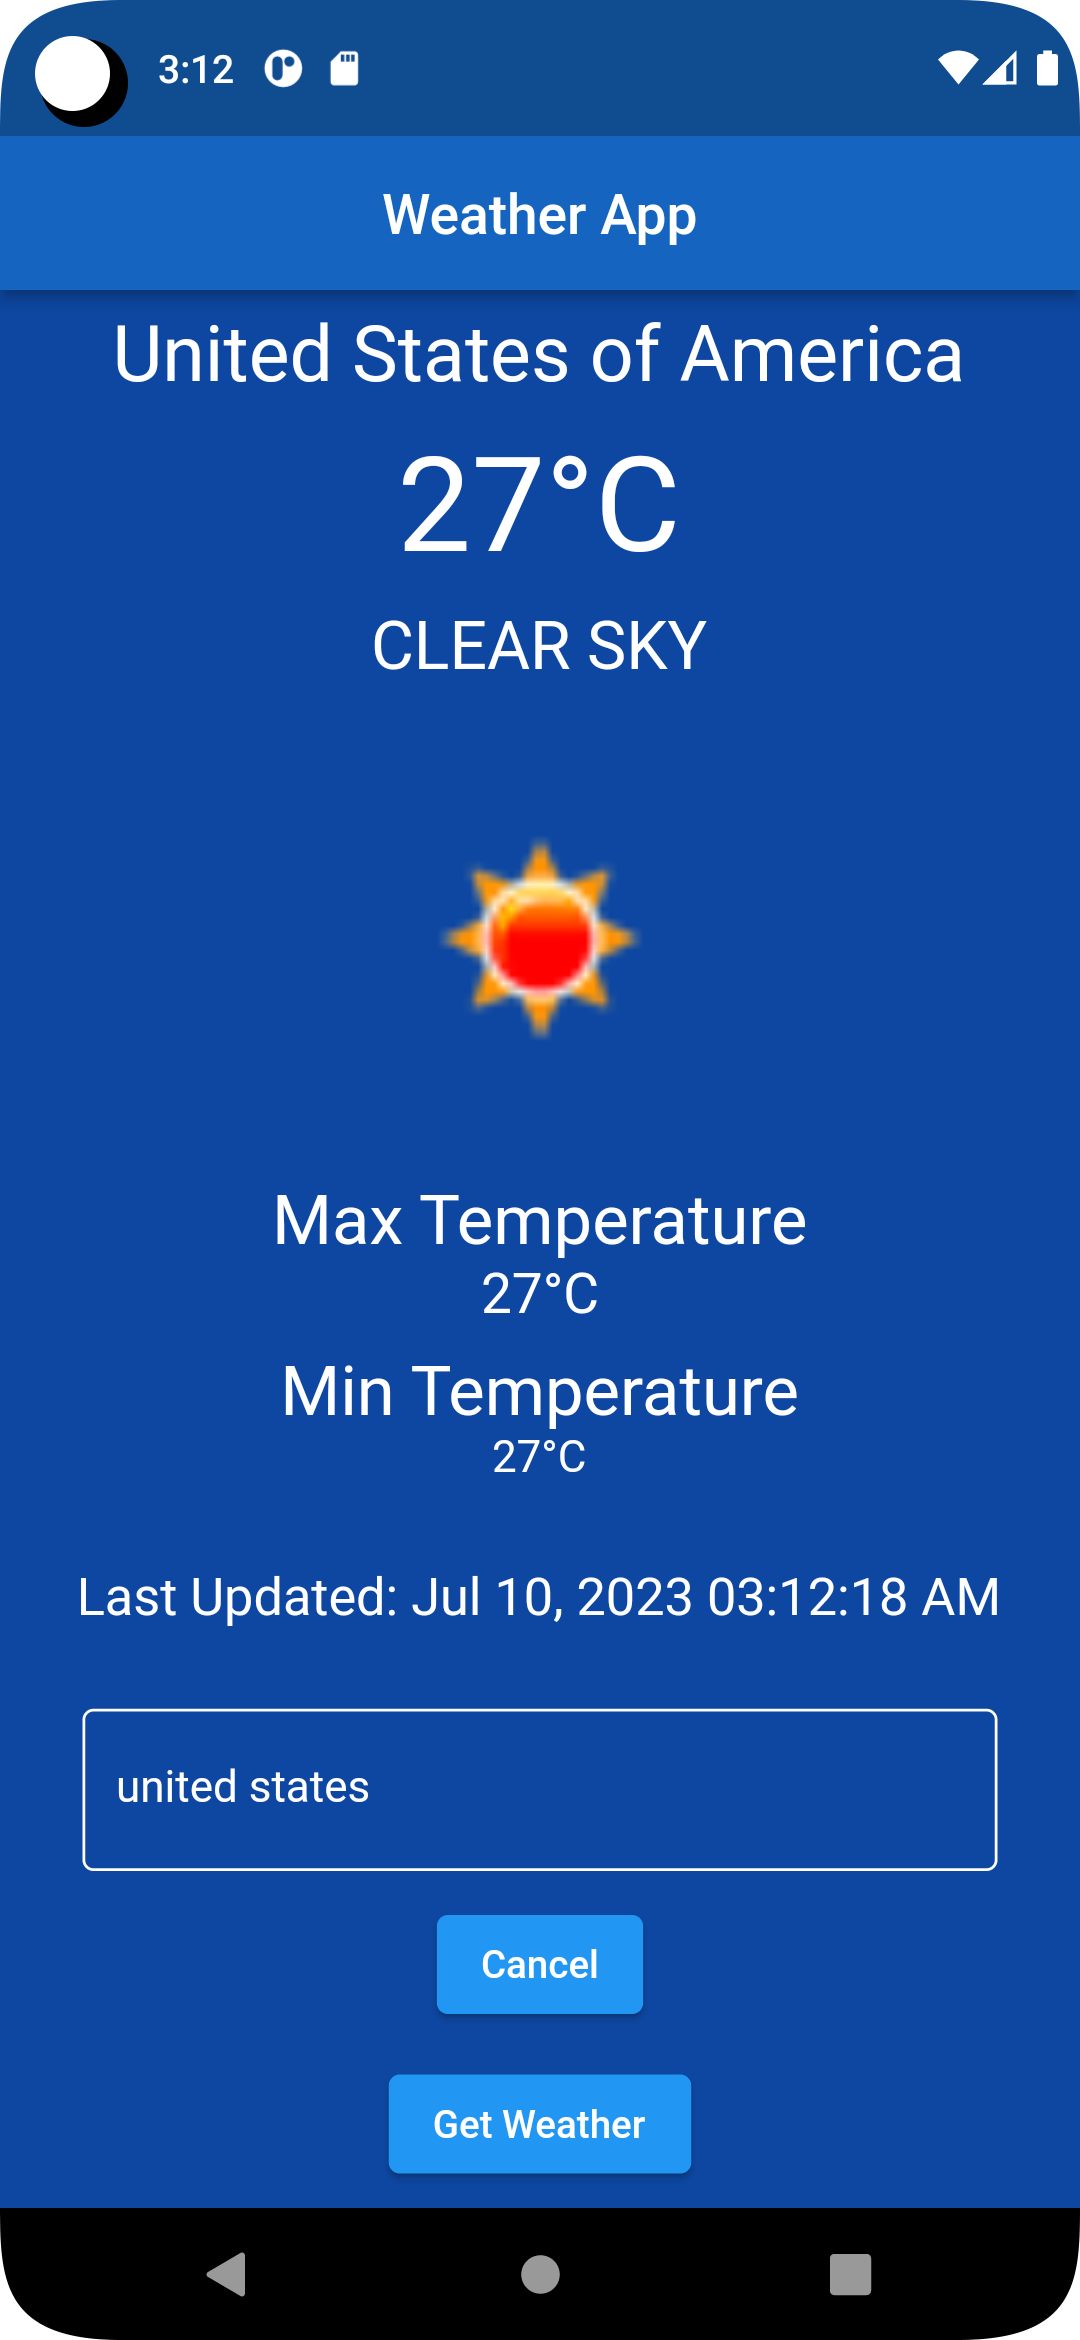 3:12
Weather App
United States of America
27°C
CLEAR SKY
Max Temperature
27°C
Min Temperature
27°C
Last Updated: Jul 10, 2023 03:12:18 AM
united states
Cancel
Get Weather